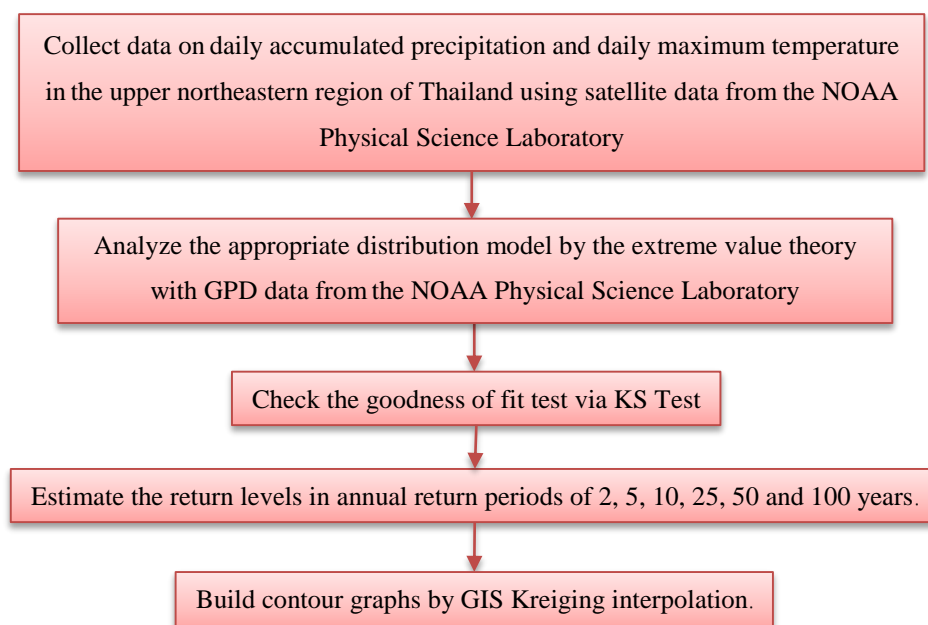 Collect data on daily accumulated precipitation and daily maximum temperature
in the upper northeastern region of Thailand using satellite data from the NOAA
Physical Science Laboratory
Analyze the appropriate distribution model by the extreme value theory
with GPD data from the NOAA Physical Science Laboratory
Check the goodness of fit test via KS Test
Estimate the return levels in annual return periods of 2, 5, 10, 25, 50 and 100 years.
Build contour graphs by GIS Kreiging interpolation.